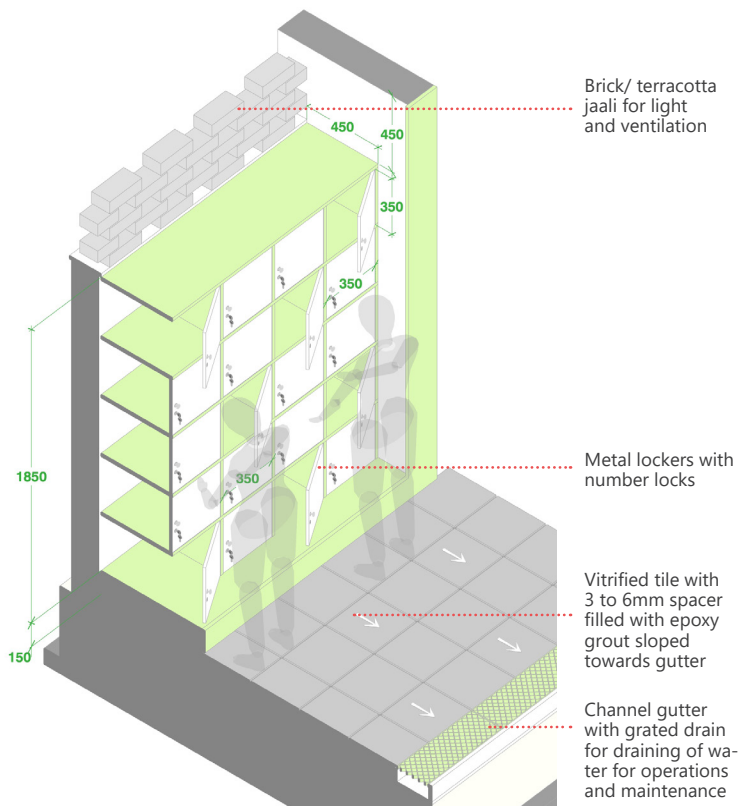 Brick/ terracotta
jaali for light
and ventilation
450
450
350
350
Metal lockers with
number locks
350
1850
Vitrified tile with
3 to 6mm spacer
filled with epoxy
grout sloped
towards gutter
150
Channel gutter
with grated drain
for draining of wa-
ter for operations
and maintenance